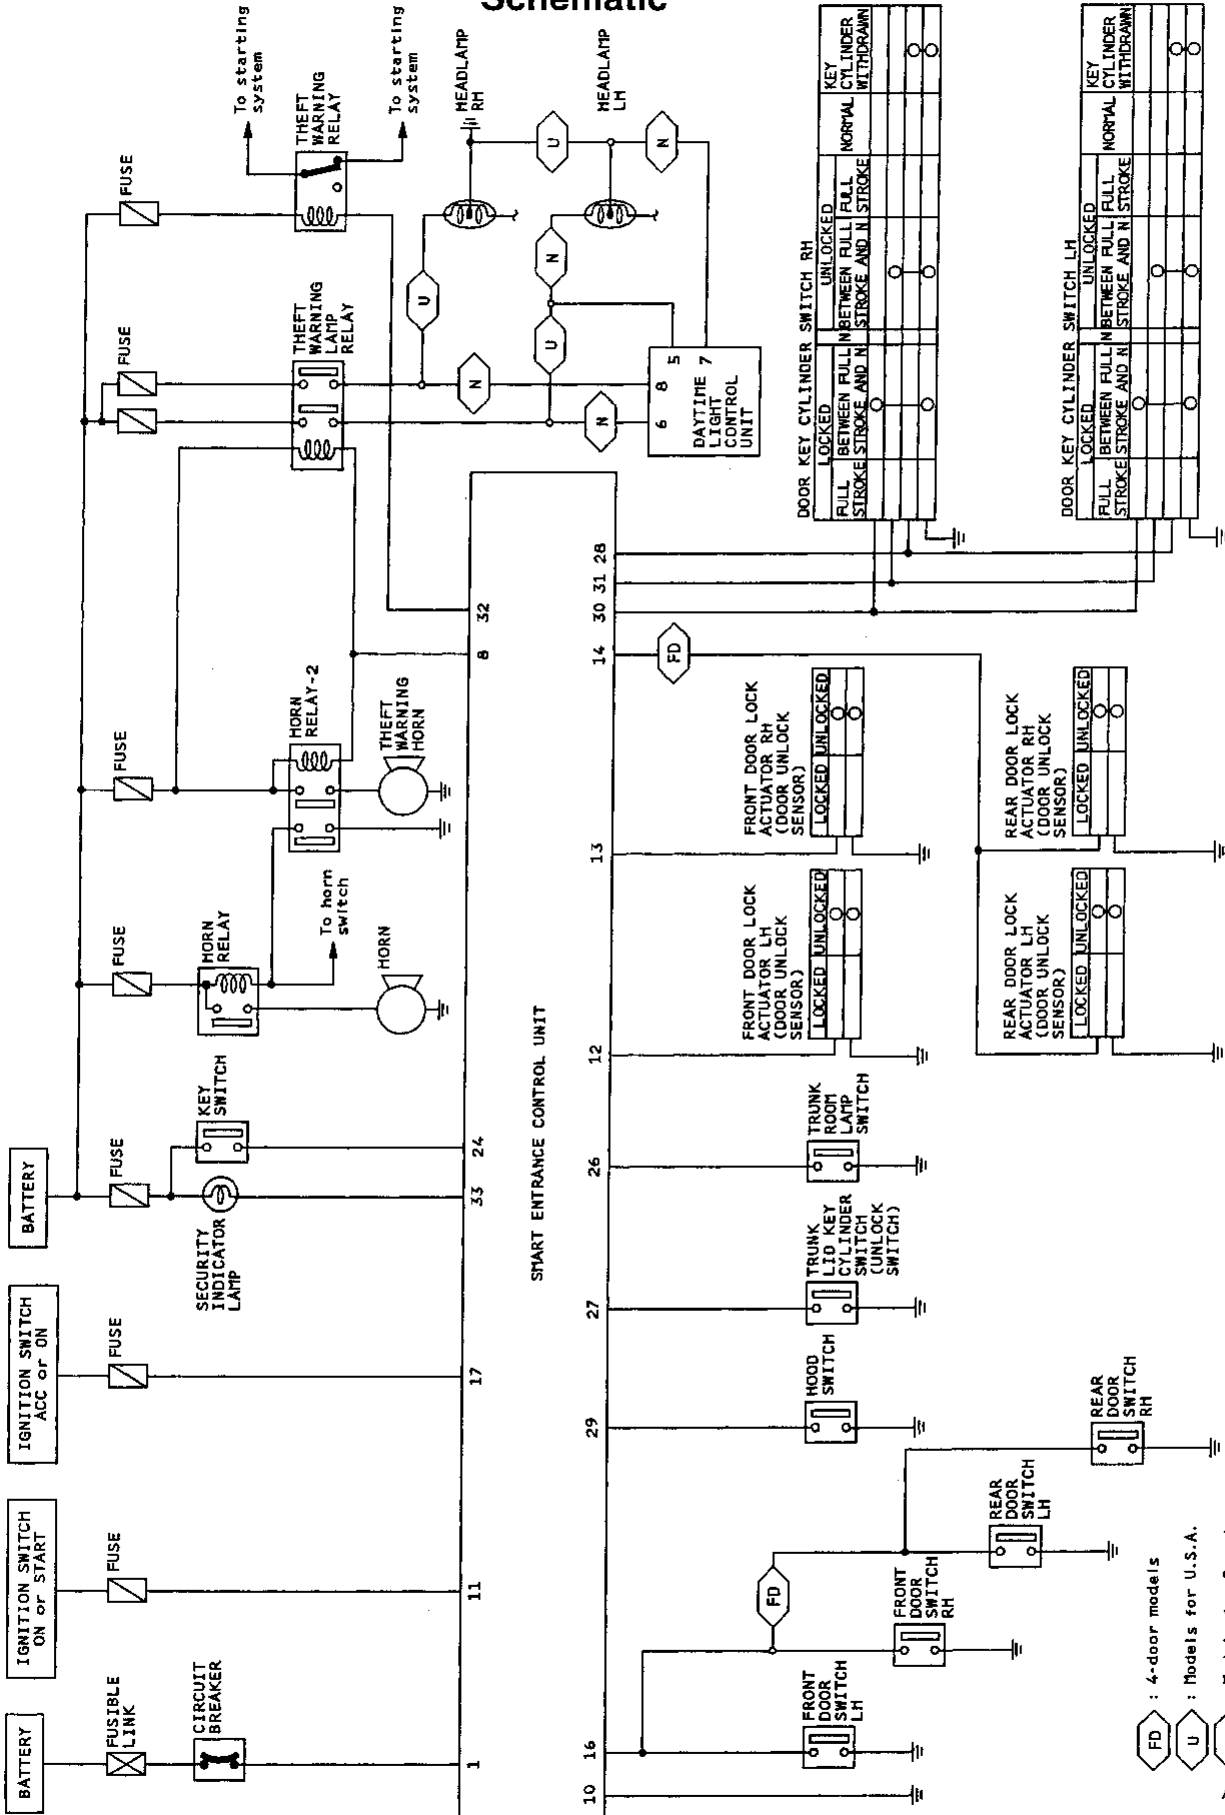 Schematic
BATTERY
FUSIBLE
LINK
CIRCUIT
BREAKER
1
IGNITION SWITCH
ON or START
FUSE
11
IGNITION SWITCH
ACC or ON
FUSE
17
BATTERY
FUSE
SECURITY
INDICATOR
LAMP
33
KEY
SWITCH
24
FUSE
HORN
RELAY
To horn
switch
HORN
FUSE
HORN
RELAY-2
THEFT
WARNING
HORN
8
32
FUSE
THEFT
WARNING
LAMP
RELAY
FUSE
THEFT
WARNING
RELAY
To starting
system
To starting
system
HEADLAMP
RH
HEADLAMP
LH
U
N
U
N
U
N
N
6
8
5
7
DAYTIME
LIGHT
CONTROL
UNIT
SMART ENTRANCE CONTROL UNIT
10
16
FRONT
DOOR
SWITCH
LH
FD
FRONT
DOOR
SWITCH
RH
REAR
DOOR
SWITCH
LH
REAR
DOOR
SWITCH
RH
29
HOOD
SWITCH
27
TRUNK
LID KEY
CYLINDER
SWITCH
(UNLOCK
SWITCH)
26
TRUNK
ROOM
LAMP
SWITCH
12
FRONT DOOR LOCK
ACTUATOR LH
(DOOR UNLOCK
SENSOR)
LOCKED UNLOCKED
13
FRONT DOOR LOCK
ACTUATOR RH
(DOOR UNLOCK
SENSOR)
LOCKED UNLOCKED
14
FD
REAR DOOR LOCK
ACTUATOR LH
(DOOR UNLOCK
SENSOR)
LOCKED UNLOCKED
REAR DOOR LOCK
ACTUATOR RH
(DOOR UNLOCK
SENSOR)
LOCKED UNLOCKED
30
31
28
DOOR KEY CYLINDER SWITCH RH
LOCKED UNLOCKED NORMAL KEY CYLINDER WITHDRAWN
FULL STROKE BETWEEN FULL STROKE AND N N BETWEEN FULL STROKE AND N FULL STROKE
DOOR KEY CYLINDER SWITCH LH
LOCKED UNLOCKED NORMAL KEY CYLINDER WITHDRAWN
FULL STROKE BETWEEN FULL STROKE AND N N BETWEEN FULL STROKE AND N FULL STROKE
FD : 4-door models
U : Models for U.S.A.